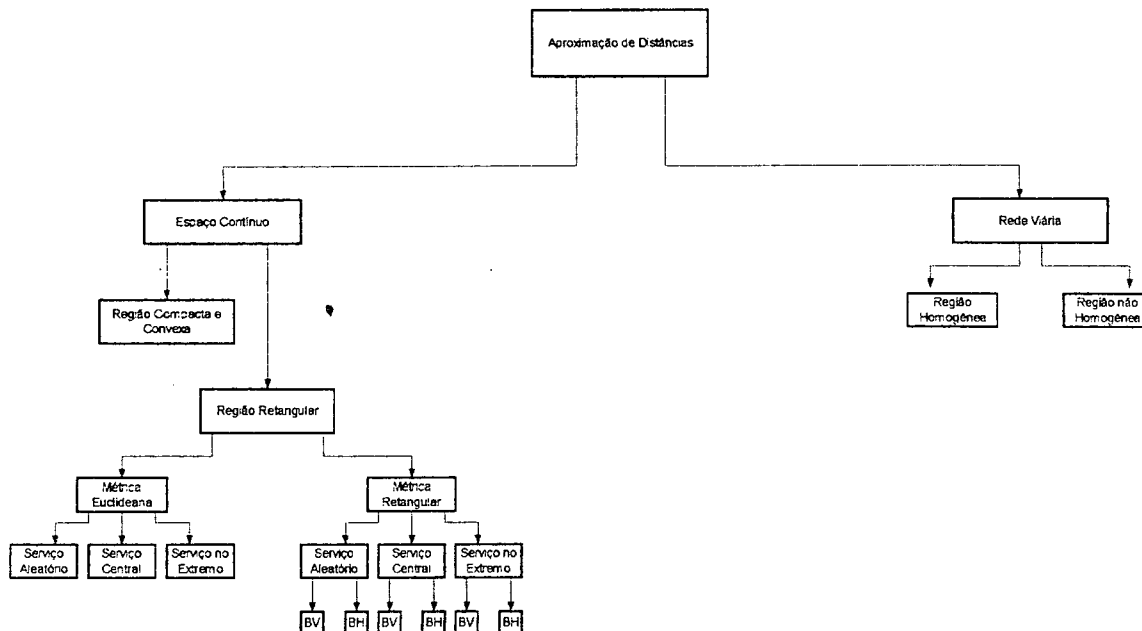 Aproximação de Distâncias
Espaço Contínuo
Rede Viária
Região Compacta e
Convexa
Região
Homogênea
Região não
Homogênea
Região Retangular
Métrica
Euclideana
Métrica
Retangular
Serviço
Aleatório
Serviço
Central
Serviço no
Extremo
Serviço
Aleatório
Serviço
Central
Serviço no
Extremo
BV
BH
BV
BH
BV
BH